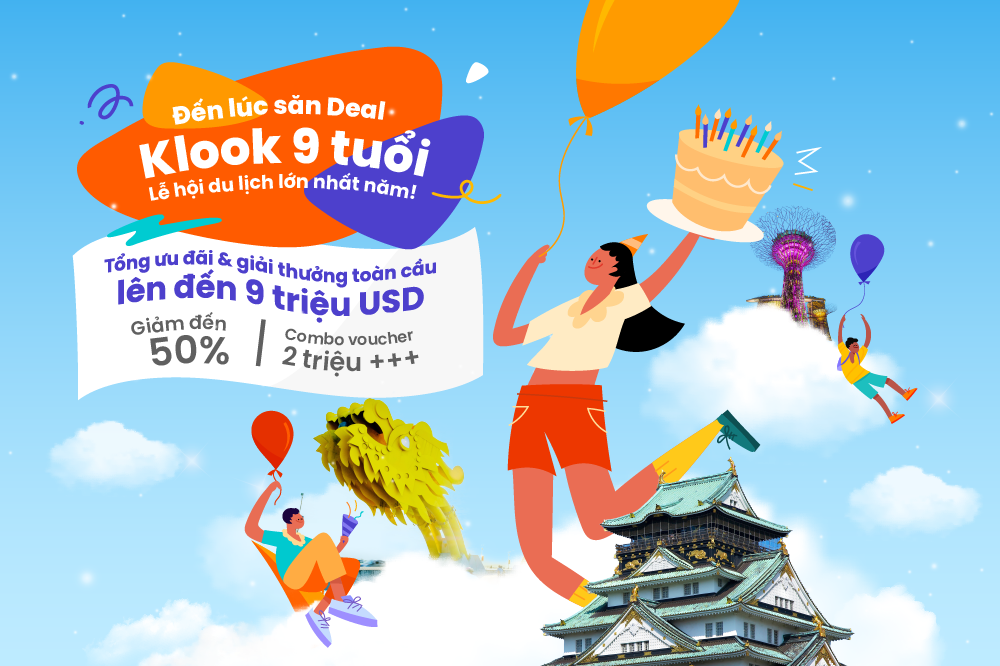 Đến lúc săn Deal
Klook 9 tuổi
Lễ hội du lịch lớn nhất năm!
Tổng ưu đãi & giải thưởng toàn cầu
lên đến 9 triệu USD
Giảm đến
50%
Combo voucher
2 triệu +++